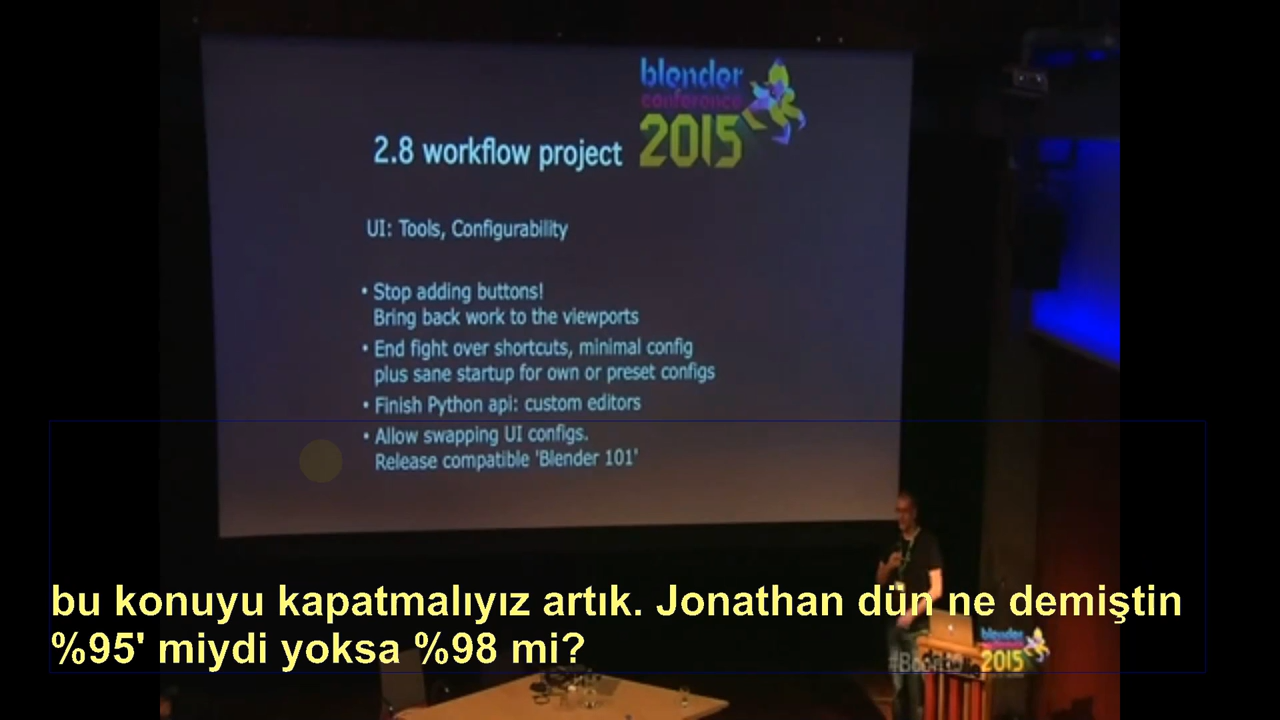 blender
conference
2015
2.8 workflow project
UI: Tools, Configurability
• Stop adding buttons!
Bring back work to the viewports
• End fight over shortcuts, minimal config
plus sane startup for own or preset configs
• Finish Python api: custom editors
• Allow swapping UI configs.
Release compatible 'Blender 101'
bu konuyu kapatmalıyız artık. Jonathan dün ne demiştin
%95' miydi yoksa %98 mi?
blender
2015